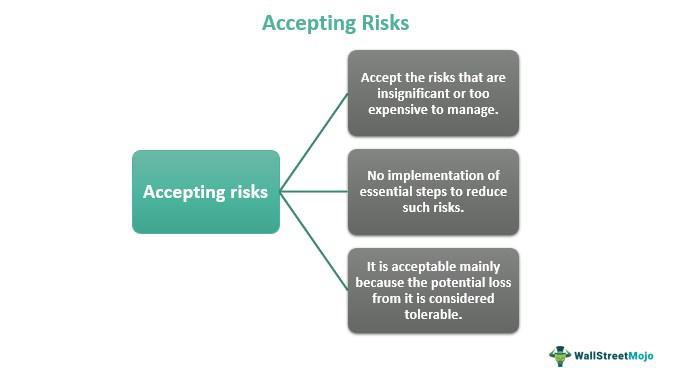 Accepting Risks
Accept the risks that are
insignificant or too
expensive to manage.
Accepting risks
No implementation of
essential steps to reduce
such risks.
It is acceptable mainly
because the potential loss
from it is considered
tolerable.
WallStreetMojo